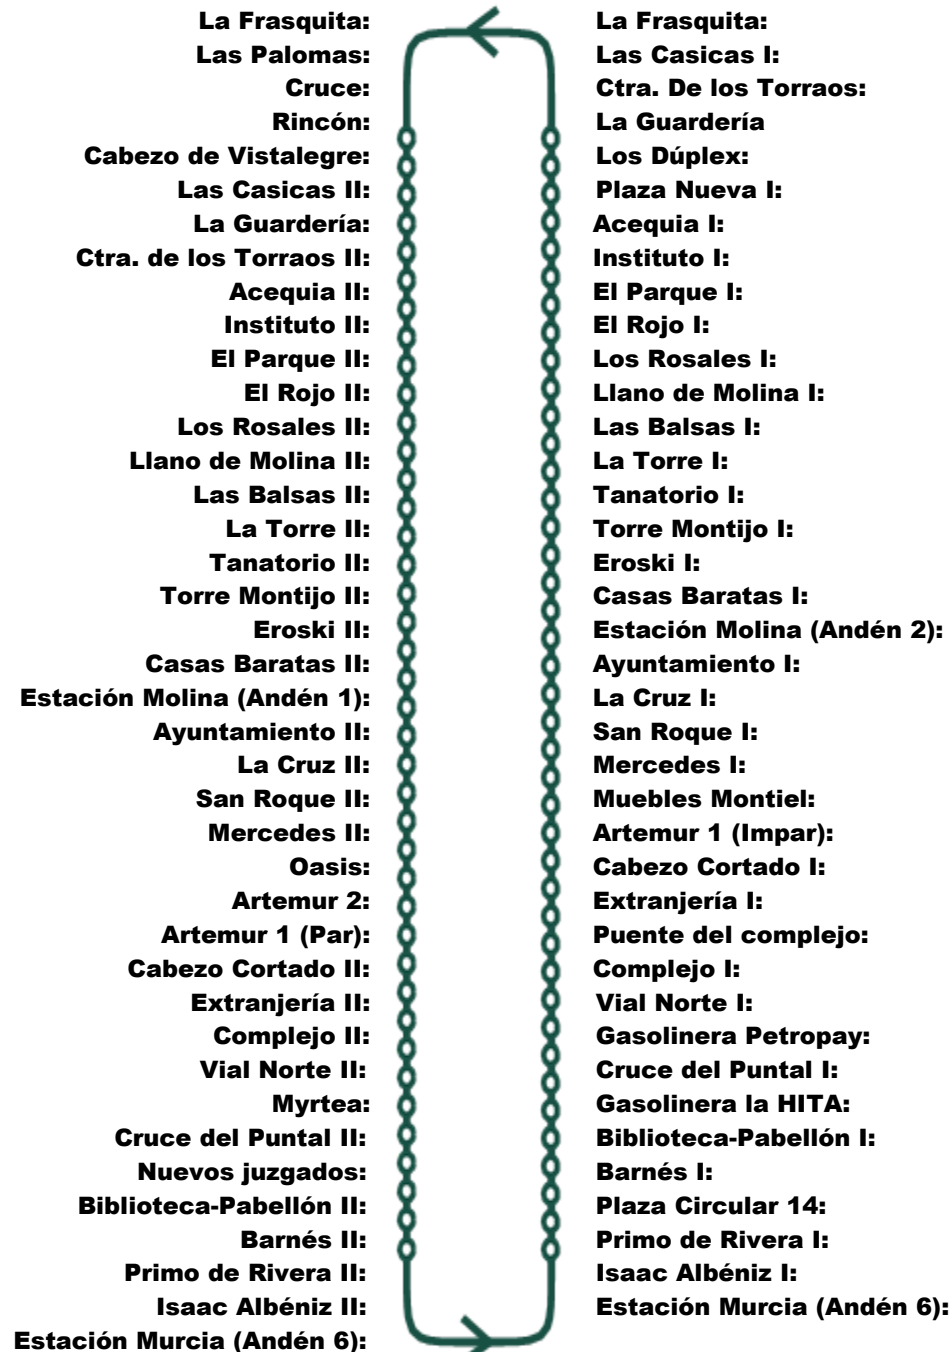 La Frasquita:
Las Palomas:
Cruce:
Rincón:
Cabezo de Vistalegre:
Las Casicas II:
La Guardería:
Ctra. de los Torraos II:
Acequia II:
Instituto II:
El Parque II:
El Rojo II:
Los Rosales II:
Llano de Molina II:
Las Balsas II:
La Torre II:
Tanatorio II:
Torre Montijo II:
Eroski II:
Casas Baratas II:
Estación Molina (Andén 1):
Ayuntamiento II:
La Cruz II:
San Roque II:
Mercedes II:
Oasis:
Artemur 2:
Artemur 1 (Par):
Cabezo Cortado II:
Extranjería II:
Complejo II:
Vial Norte II:
Myrtea:
Cruce del Puntal II:
Nuevos juzgados:
Biblioteca-Pabellón II:
Barnés II:
Primo de Rivera II:
Isaac Albéniz II:
Estación Murcia (Andén 6):
La Frasquita:
Las Casicas I:
Ctra. De los Torraos:
La Guardería
Los Dúplex:
Plaza Nueva I:
Acequia I:
Instituto I:
El Parque I:
El Rojo I:
Los Rosales I:
Llano de Molina I:
Las Balsas I:
La Torre I:
Tanatorio I:
Torre Montijo I:
Eroski I:
Casas Baratas I:
Estación Molina (Andén 2):
Ayuntamiento I:
La Cruz I:
San Roque I:
Mercedes I:
Muebles Montiel:
Artemur 1 (Impar):
Cabezo Cortado I:
Extranjería I:
Puente del complejo:
Complejo I:
Vial Norte I:
Gasolinera Petropay:
Cruce del Puntal I:
Gasolinera la HITA:
Biblioteca-Pabellón I:
Barnés I:
Plaza Circular 14:
Primo de Rivera I:
Isaac Albéniz I:
Estación Murcia (Andén 6):